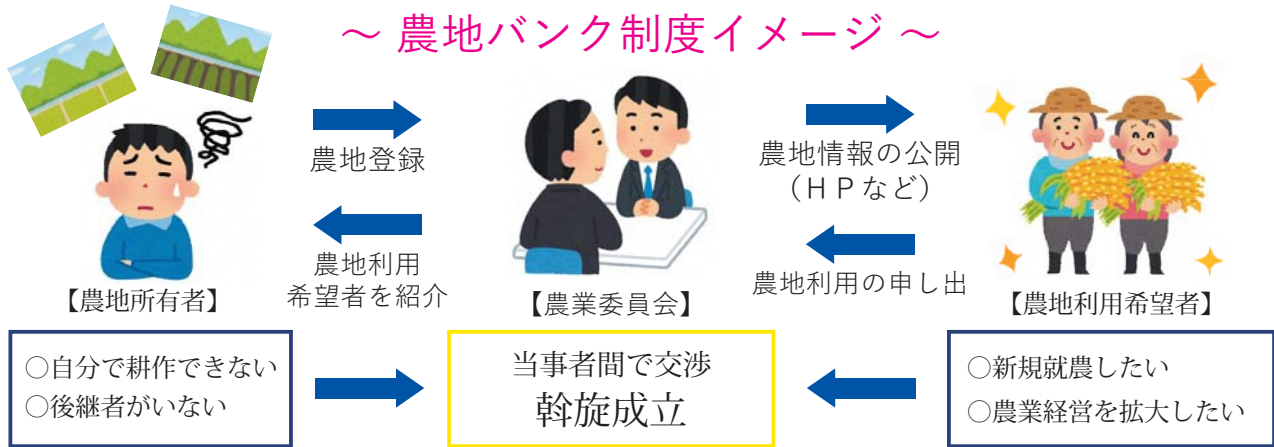 ～ 農地バンク制度イメージ ～
農地登録
農地利用
希望者を紹介
農地情報の公開
（ＨＰなど）
農地利用の申し出
【農地所有者】
【農業委員会】
【農地利用希望者】
○自分で耕作できない
○後継者がいない
当事者間で交渉
斡旋成立
○新規就農したい
○農業経営を拡大したい